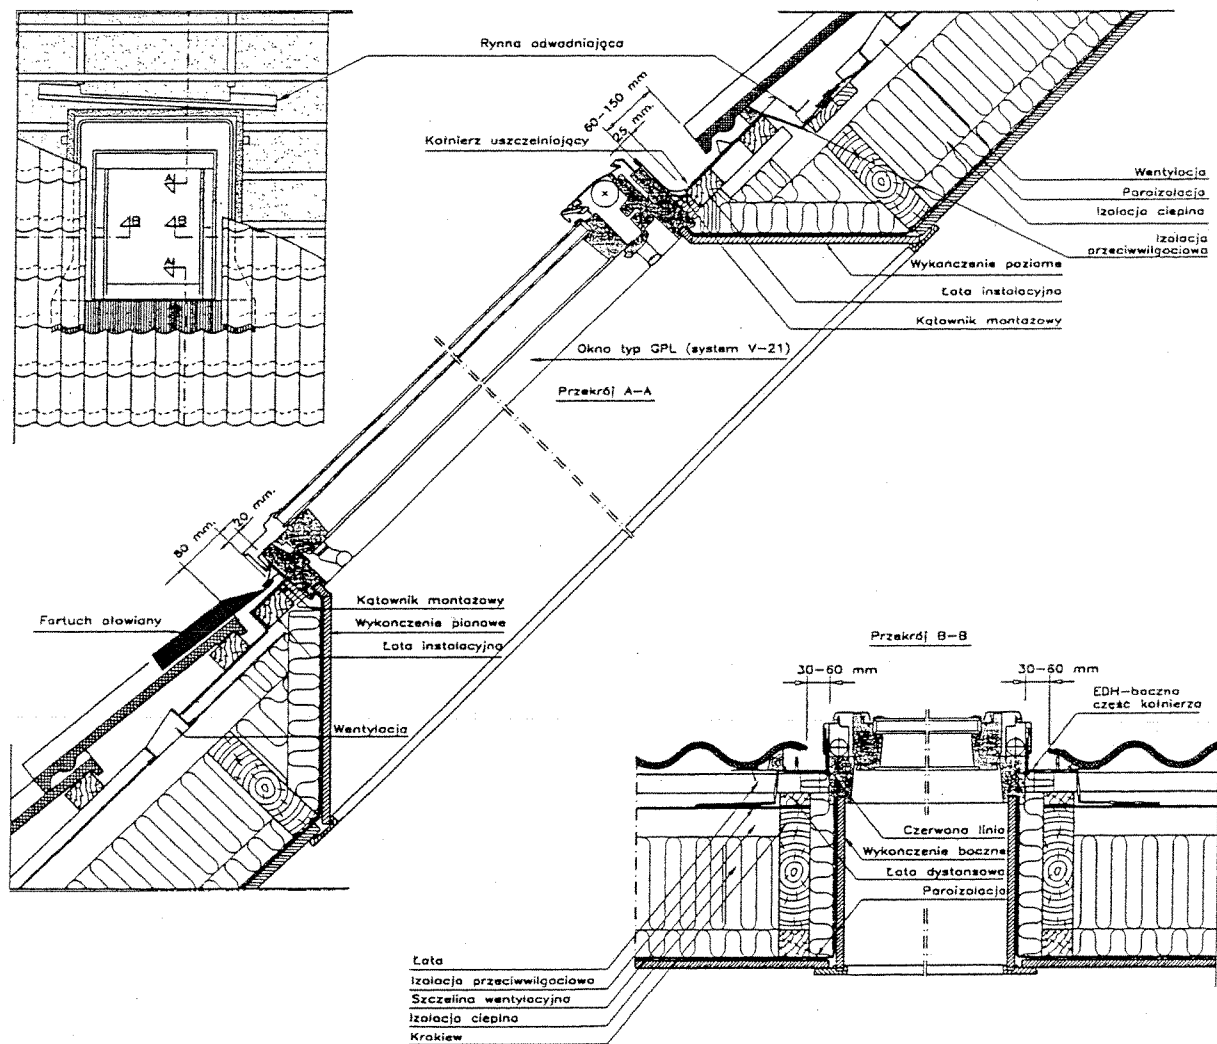 Rynna odwadniająca
60-150 mm
25 mm.
Kołnierz uszczelniający
Wentylacja
Paroizolacja
Izolacja cieplna
Izolacja
przeciwwilgociowa
Wykończenie poziome
Łata instalacyjna
Kątownik montażowy
A
B
B
A
Okno typ GPL (system V-21)
Przekrój A-A
20 mm.
80 mm.
Fartuch ołowiany
Kątownik montażowy
Wykończenie pionowe
Łata instalacyjna
Wentylacja
Przekrój B-B
30-60 mm
30-60 mm
EDH-boczna
część kołnierza
Czerwona linia
Wykończenie boczne
Łata dystansowa
Paroizolacja
Łata
Izolacja przeciwwilgociowa
Szczelina wentylacyjna
Izolacja cieplna
Krokiew